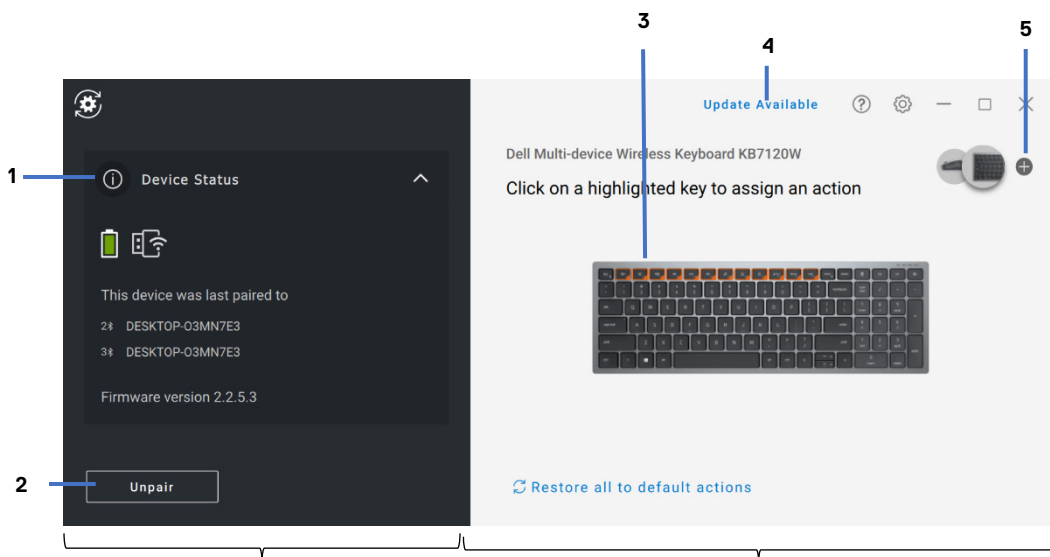 3
5
4
Update Available
Dell Multi-device Wireless Keyboard KB7120W
1
Device Status
Click on a highlighted key to assign an action
This device was last paired to
2 DESKTOP-O3MN7E3
3 DESKTOP-O3MN7E3
Firmware version 2.2.5.3
2
Unpair
Restore all to default actions